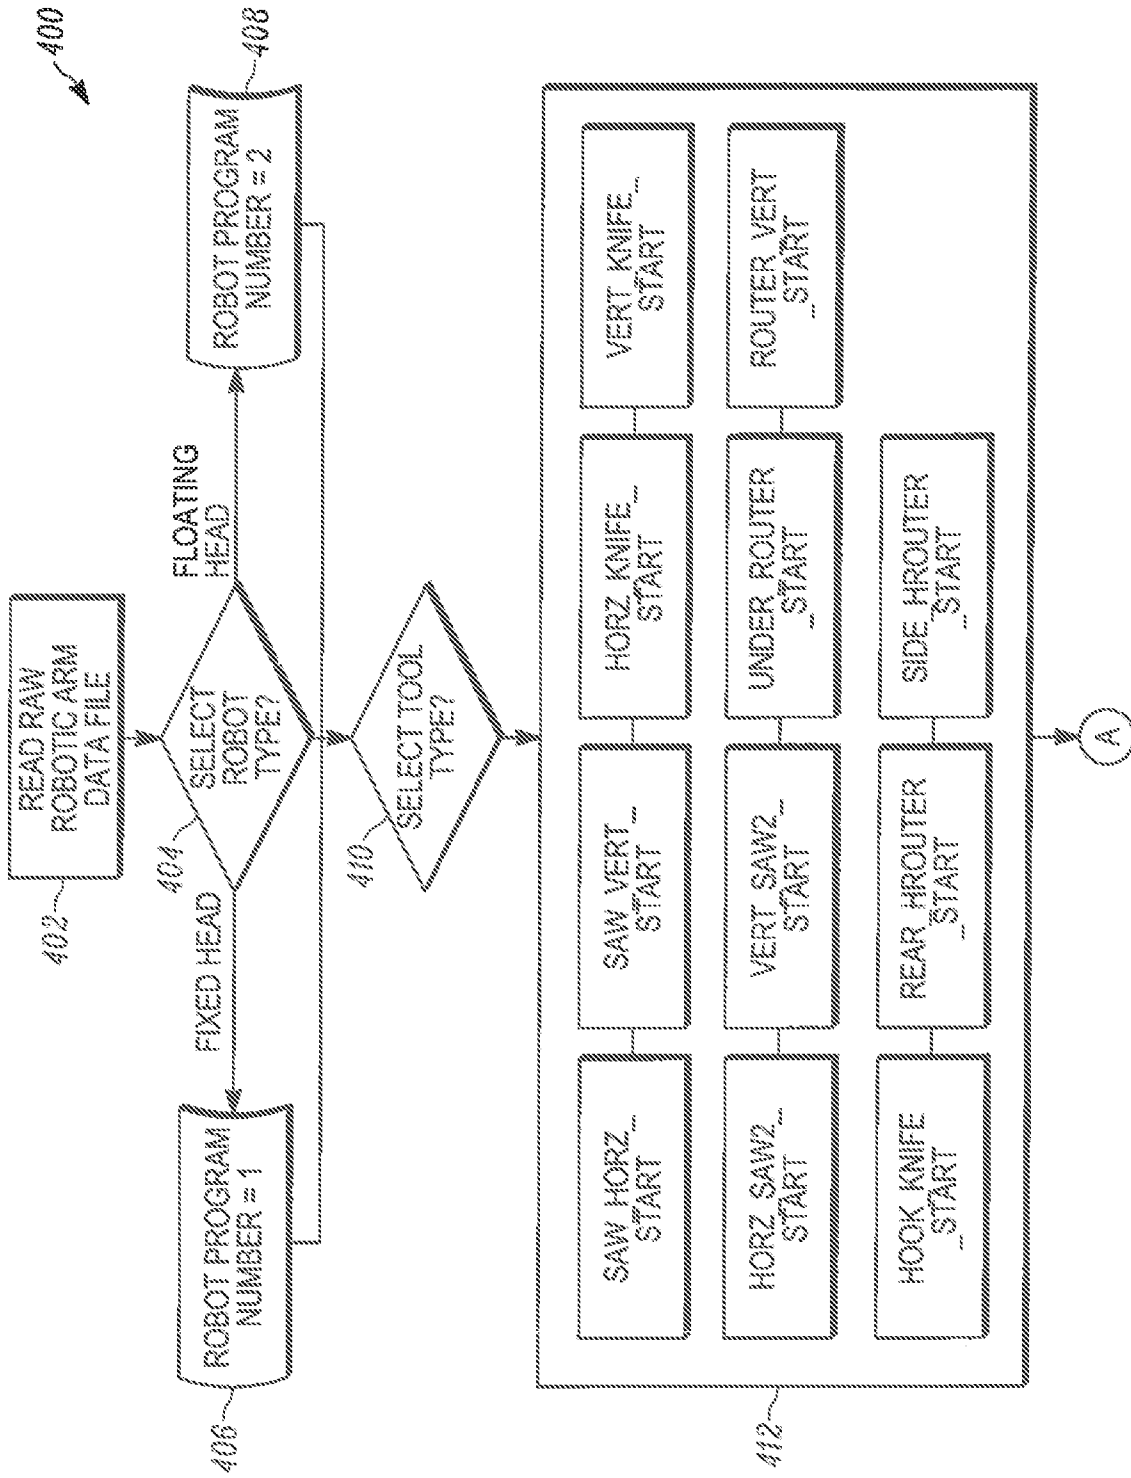 400
READ RAW
ROBOTIC ARM
DATA FILE
402
SELECT
ROBOT
TYPE?
404
FIXED HEAD
FLOATING
HEAD
ROBOT PROGRAM
NUMBER = 1
406
ROBOT PROGRAM
NUMBER = 2
408
SELECT TOOL
TYPE?
410
SAW_HORZ_
START
SAW_VERT_
START
HORZ_KNIFE_
START
VERT_KNIFE_
START
HORZ_SAW2_
START
VERT_SAW2_
START
UNDER_ROUTER
_START
ROUTER_VERT
_START
HOOK_KNIFE
_START
REAR_HROUTER
_START
SIDE_HROUTER
_START
412
A